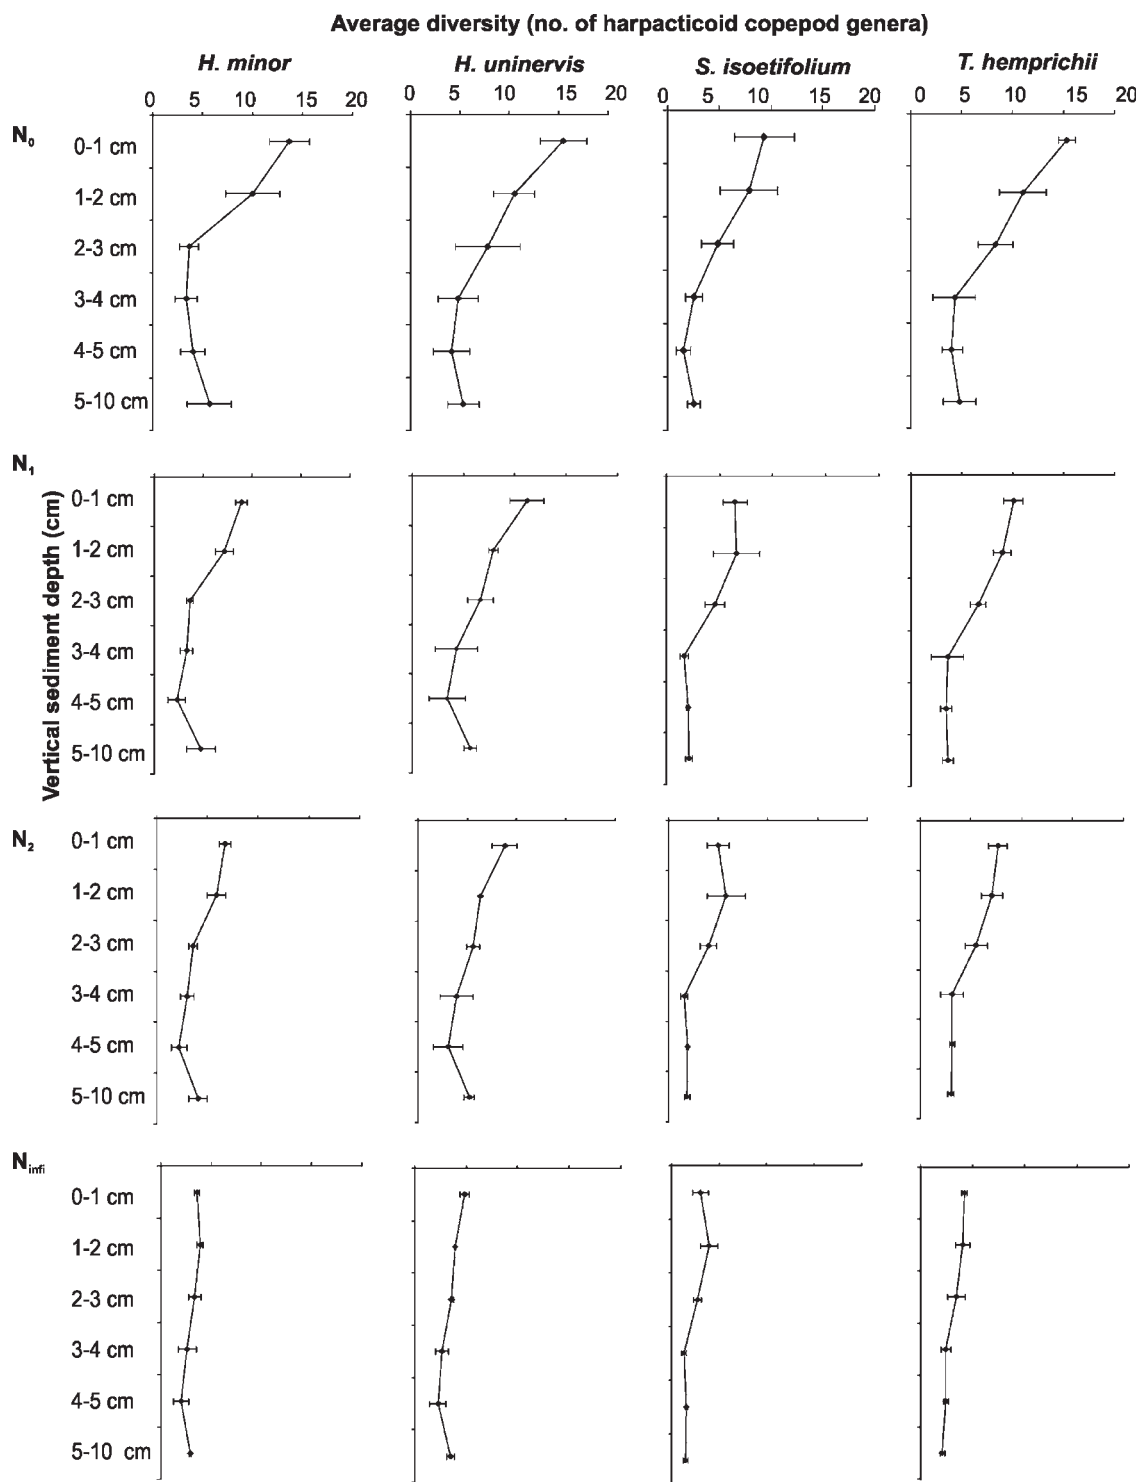 Average diversity (no. of harpacticoid copepod genera)
H. minor H. uninervis S. isoetifolium T. hemprichii
0 5 10 15 20 0 5 10 15 20 0 5 10 15 20 0 5 10 15 20
N0
0-1 cm
1-2 cm
2-3 cm
3-4 cm
4-5 cm
5-10 cm
Vertical sediment depth (cm)
N1
0-1 cm
1-2 cm
2-3 cm
3-4 cm
4-5 cm
5-10 cm
N2
0-1 cm
1-2 cm
2-3 cm
3-4 cm
4-5 cm
5-10 cm
Ninfi
0-1 cm
1-2 cm
2-3 cm
3-4 cm
4-5 cm
5-10 cm